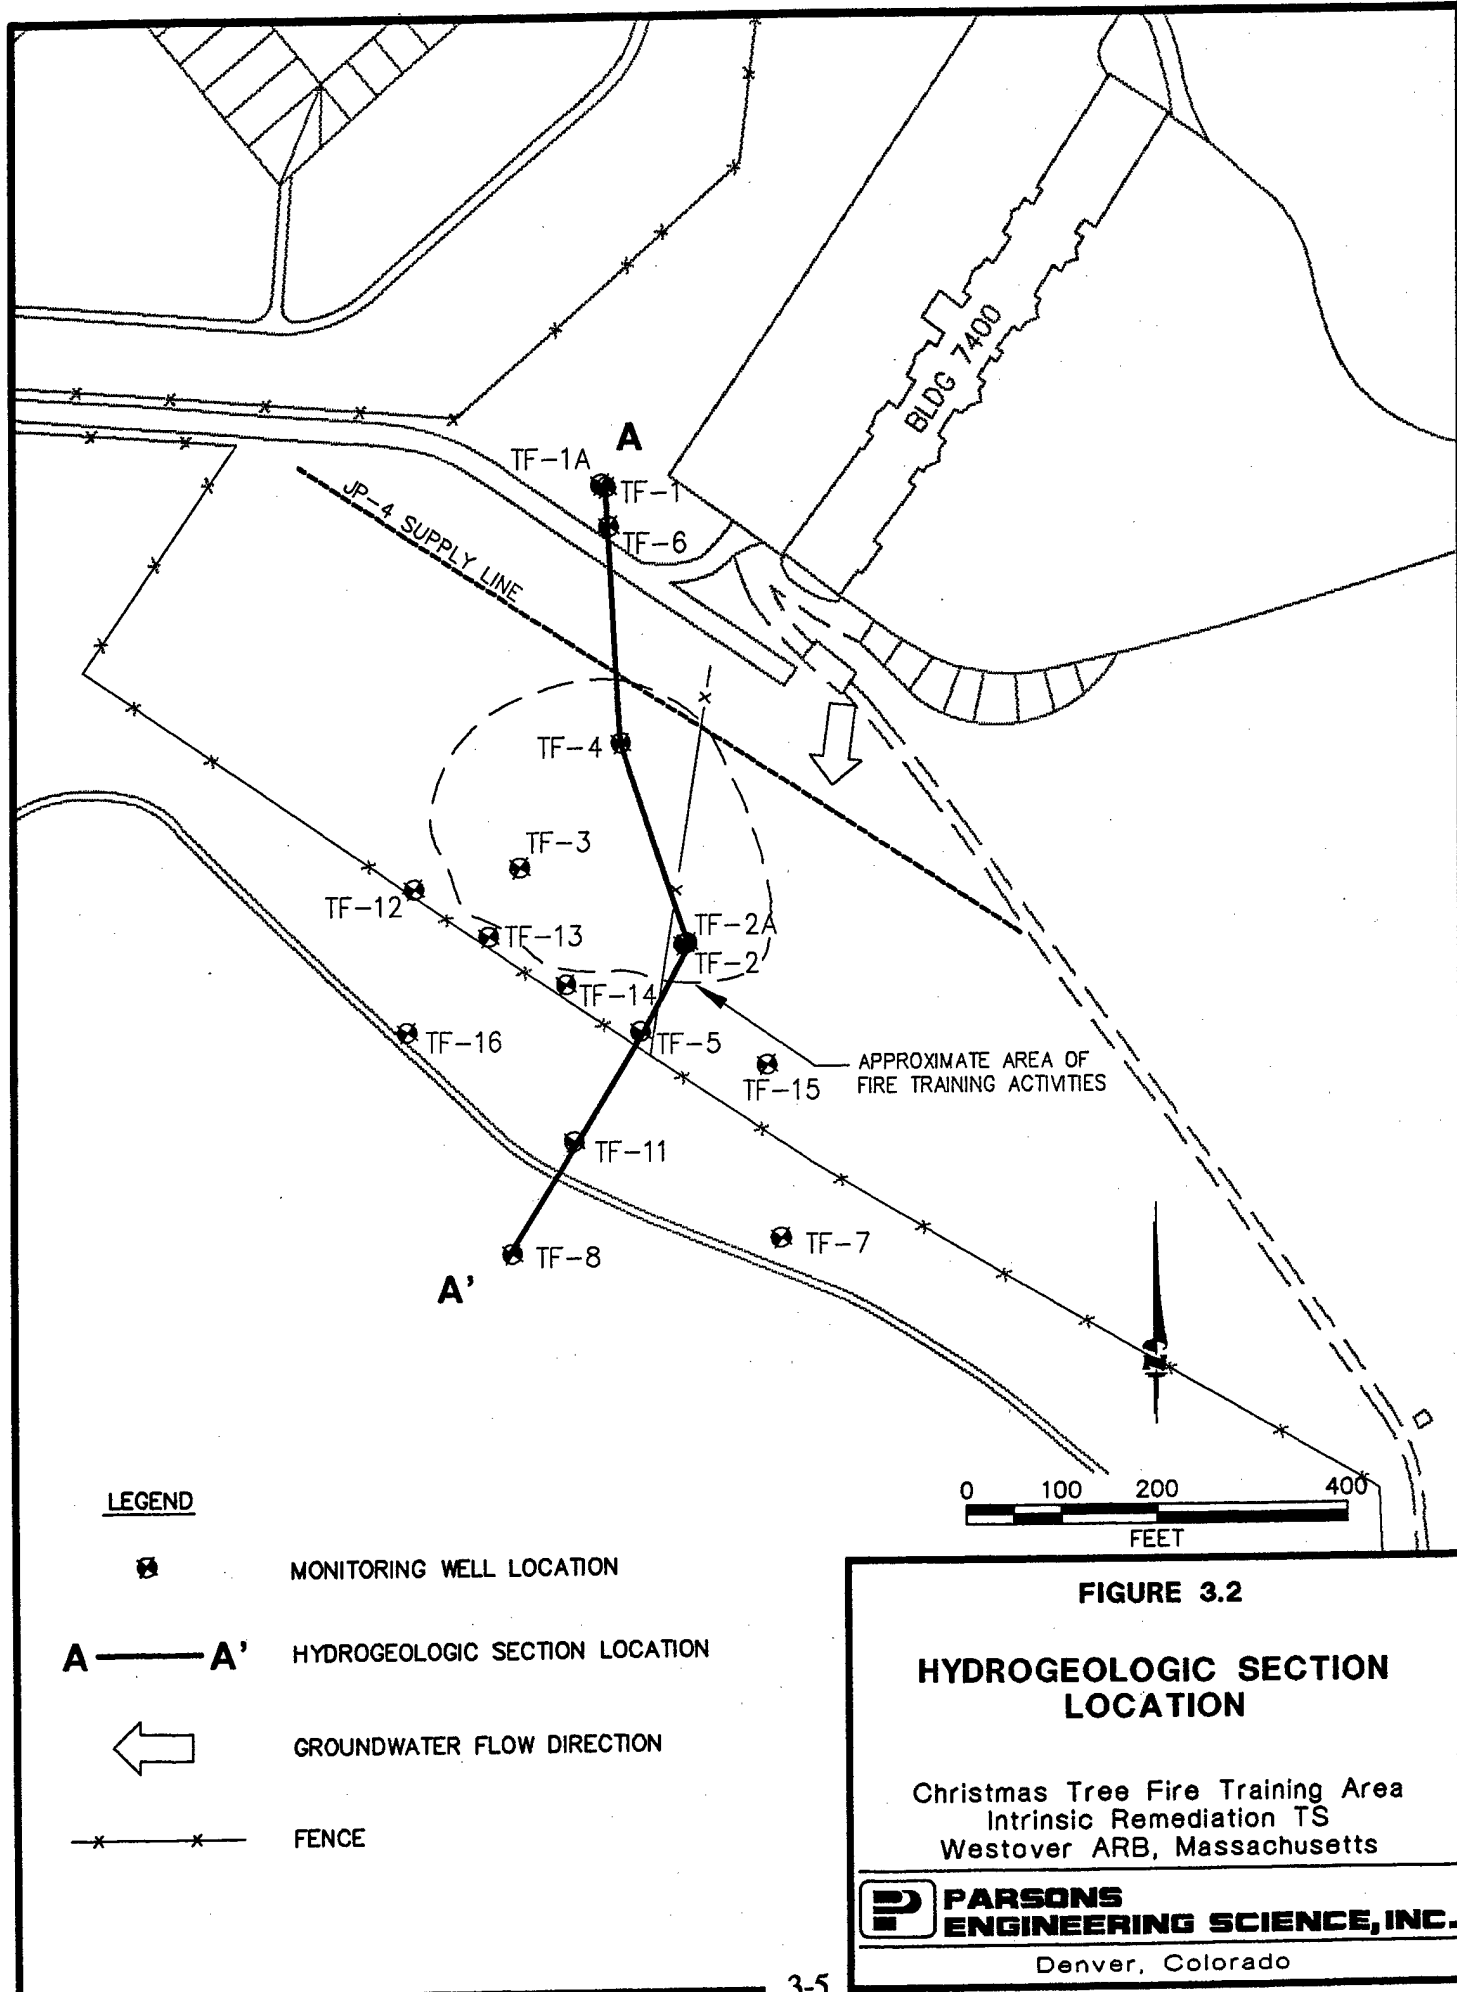 BLDG 7400
A
TF-1A
TF-1
TF-6
JP-4 SUPPLY LINE
TF-4
TF-3
TF-12
TF-13
TF-2A
TF-2
TF-14
TF-16
TF-5
TF-15
APPROXIMATE AREA OF
FIRE TRAINING ACTIVITIES
TF-11
TF-7
TF-8
A'
N
0 100 200 400
FEET
LEGEND
MONITORING WELL LOCATION
A A' HYDROGEOLOGIC SECTION LOCATION
GROUNDWATER FLOW DIRECTION
FENCE
FIGURE 3.2
HYDROGEOLOGIC SECTION
LOCATION
Christmas Tree Fire Training Area
Intrinsic Remediation TS
Westover ARB, Massachusetts
PARSONS
ENGINEERING SCIENCE, INC.
Denver, Colorado
3-5